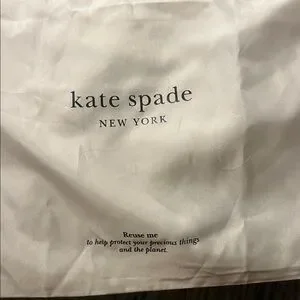 kate spade
NEW YORK
Reuse me
to help protect your precious things
and the planet.